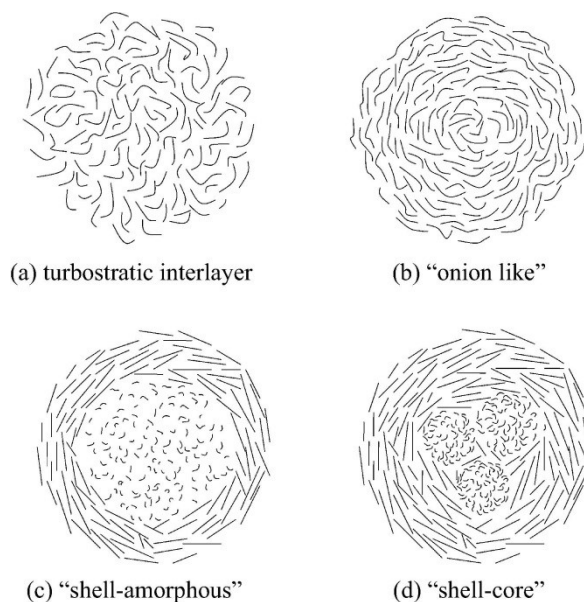 (a) turbostratic interlayer
(b) “onion like”
(c) “shell-amorphous”
(d) “shell-core”